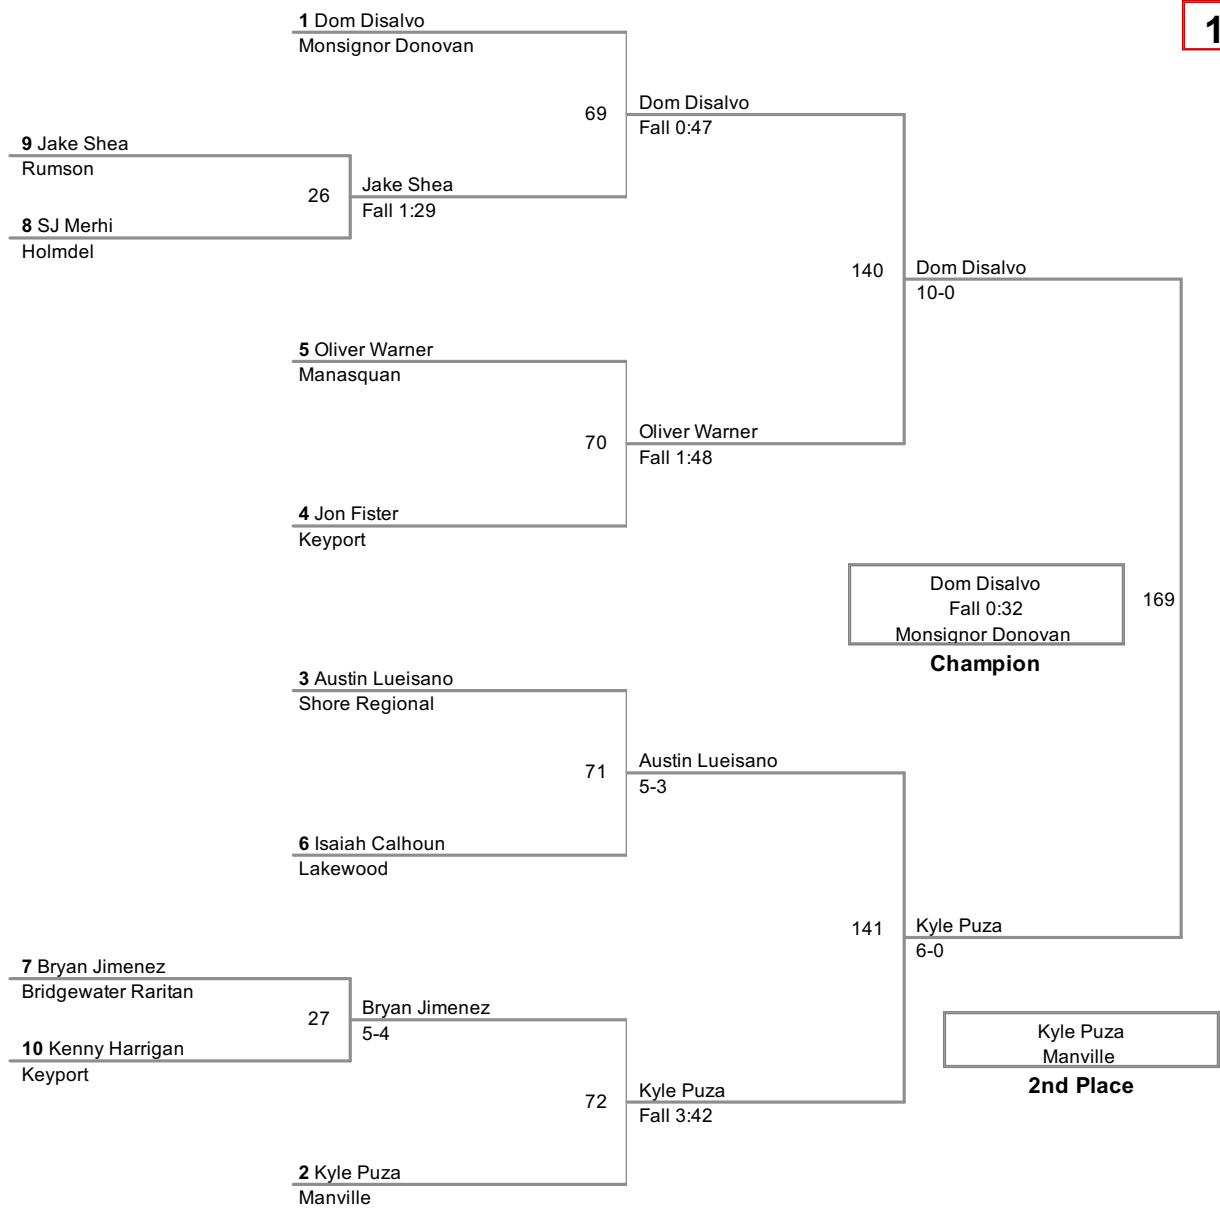 1 Dom Disalvo
1
Monsignor Donovan
Dom Disalvo
69
Fall 0:47
9 Jake Shea
Rumson
Jake Shea
26
Fall 1:29
8 SJ Merhi
Holmdel
140
Dom Disalvo
10-0
5 Oliver Warner
Manasquan
Oliver Warner
70
Fall 1:48
4 Jon Fister
Keyport
Dom Disalvo
Fall 0:32
169
Monsignor Donovan
Champion
3 Austin Lueisano
Shore Regional
Austin Lueisano
71
5-3
6 Isaiah Calhoun
Lakewood
141
Kyle Puza
6-0
7 Bryan Jimenez
Bridgewater Raritan
Bryan Jimenez
27
5-4
10 Kenny Harrigan
Keyport
Kyle Puza
Manville
2nd Place
Kyle Puza
72
Fall 3:42
2 Kyle Puza
Manville